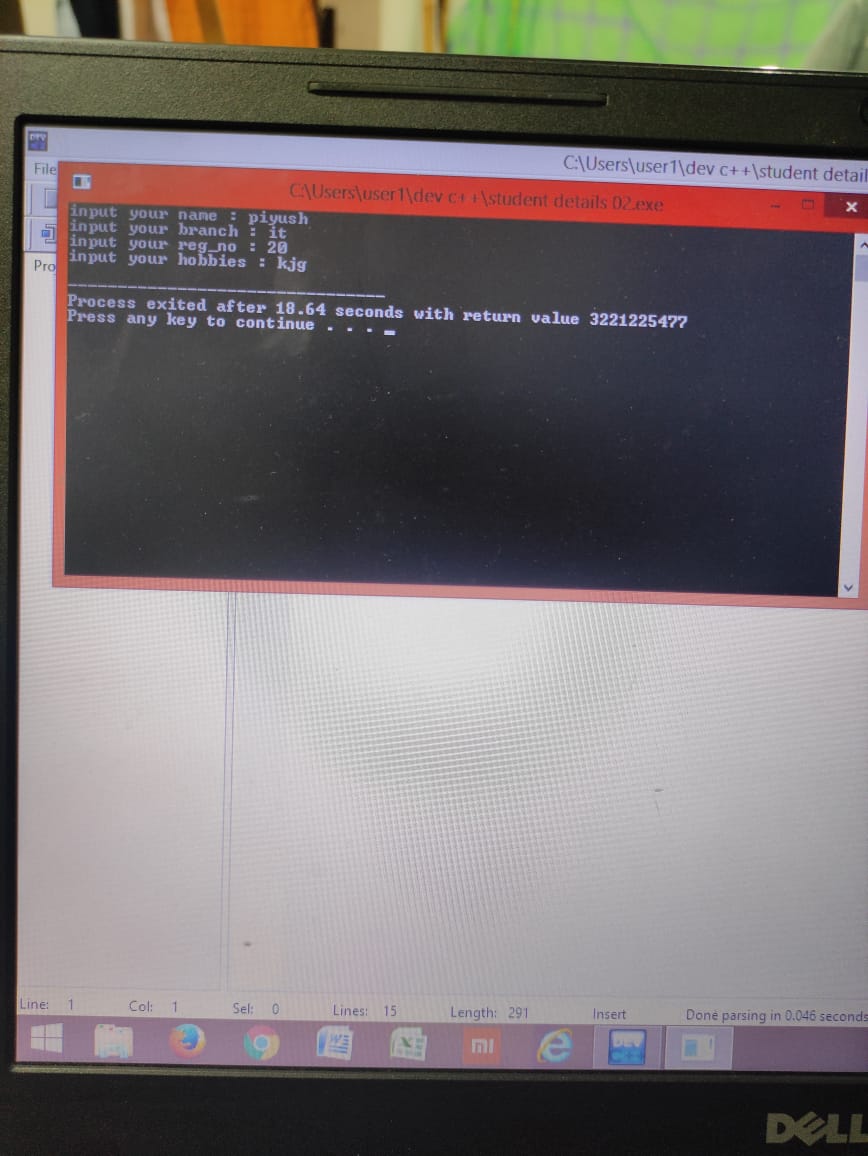 DEV
C:\Users\user1\dev c++\student detail
File
C:\Users\user1\dev c++\student details 02.exe
input your name : piyush
input your branch : it
input your reg_no : 20
input your hobbies : kjg
--------------------------------
Process exited after 18.64 seconds with return value 3221225477
Press any key to continue . . . _
Pro
Line: 1 Col: 1 Sel: 0 Lines: 15 Length: 291 Insert Done parsing in 0.046 seconds
mi
DEV
DELL